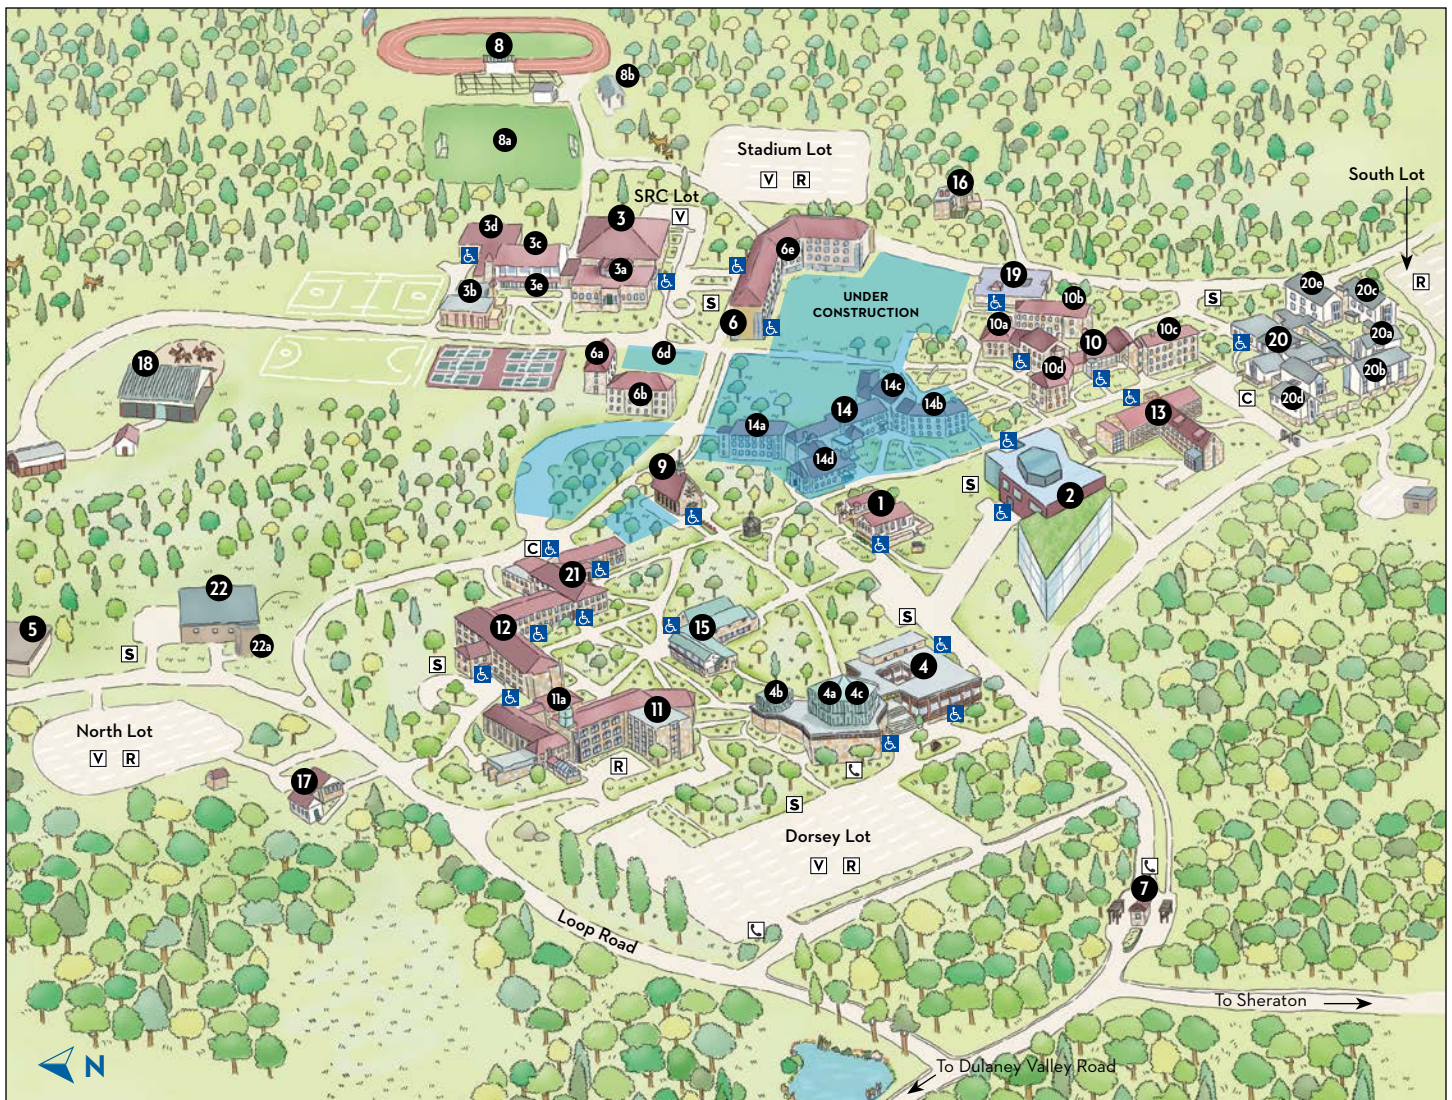 8
8b
8a
Stadium Lot
V R
16
South Lot
SRC Lot
V
3
3d
3c
3a
3e
3b
6e
S
6
UNDER
CONSTRUCTION
19
10b
10a
10
10c
10d
S
R
20e
20c
20
20a
20b
20d
C
13
18
6a
6d
6b
14c
14
14b
14a
14d
9
1
S
2
C
21
22
22a
5
S
12
15
S
S
4
4b
4a
4c
11a
11
R
North Lot
V R
17
S
Dorsey Lot
V R
7
Loop Road
To Sheraton
To Dulaney Valley Road
N